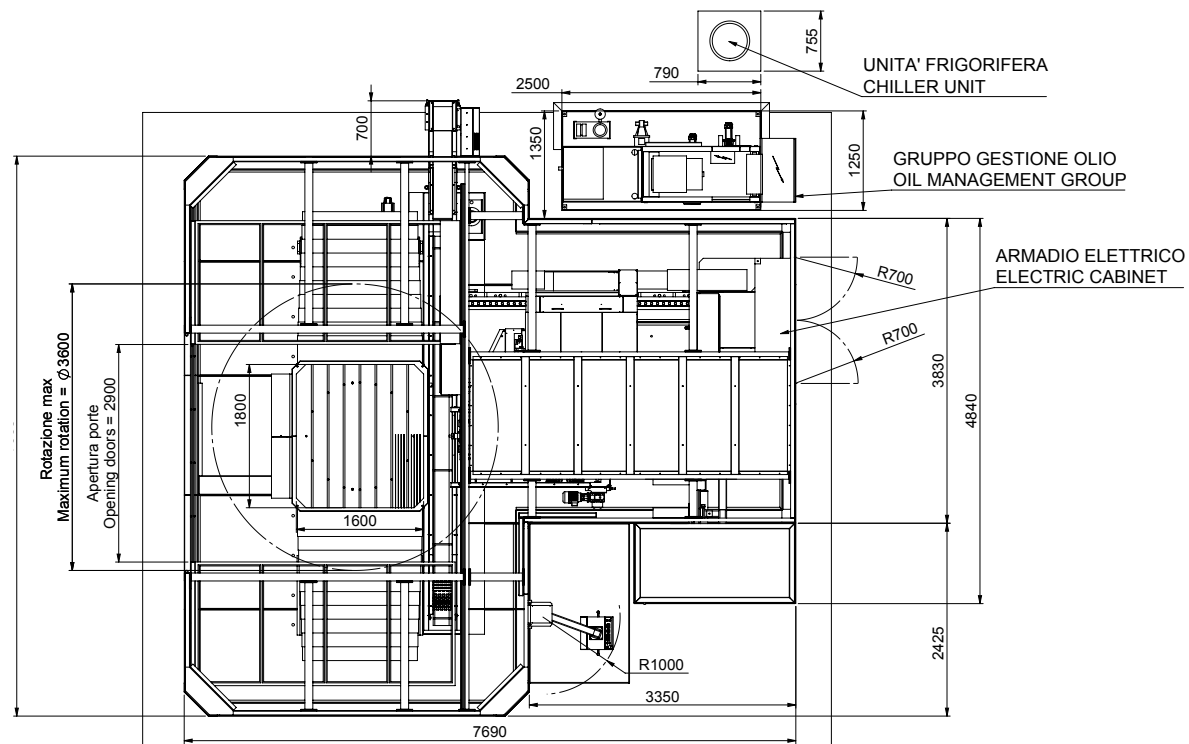 755
UNITA' FRIGORIFERA
CHILLER UNIT
790
2500
700
1350
1250
GRUPPO GESTIONE OLIO
OIL MANAGEMENT GROUP
ARMADIO ELETTRICO
ELECTRIC CABINET
R700
R700
Rotazione max
Maximum rotation = Ø3600
Apertura porte
Opening doors = 2900
1800
1600
3830
4840
2425
R1000
3350
7690